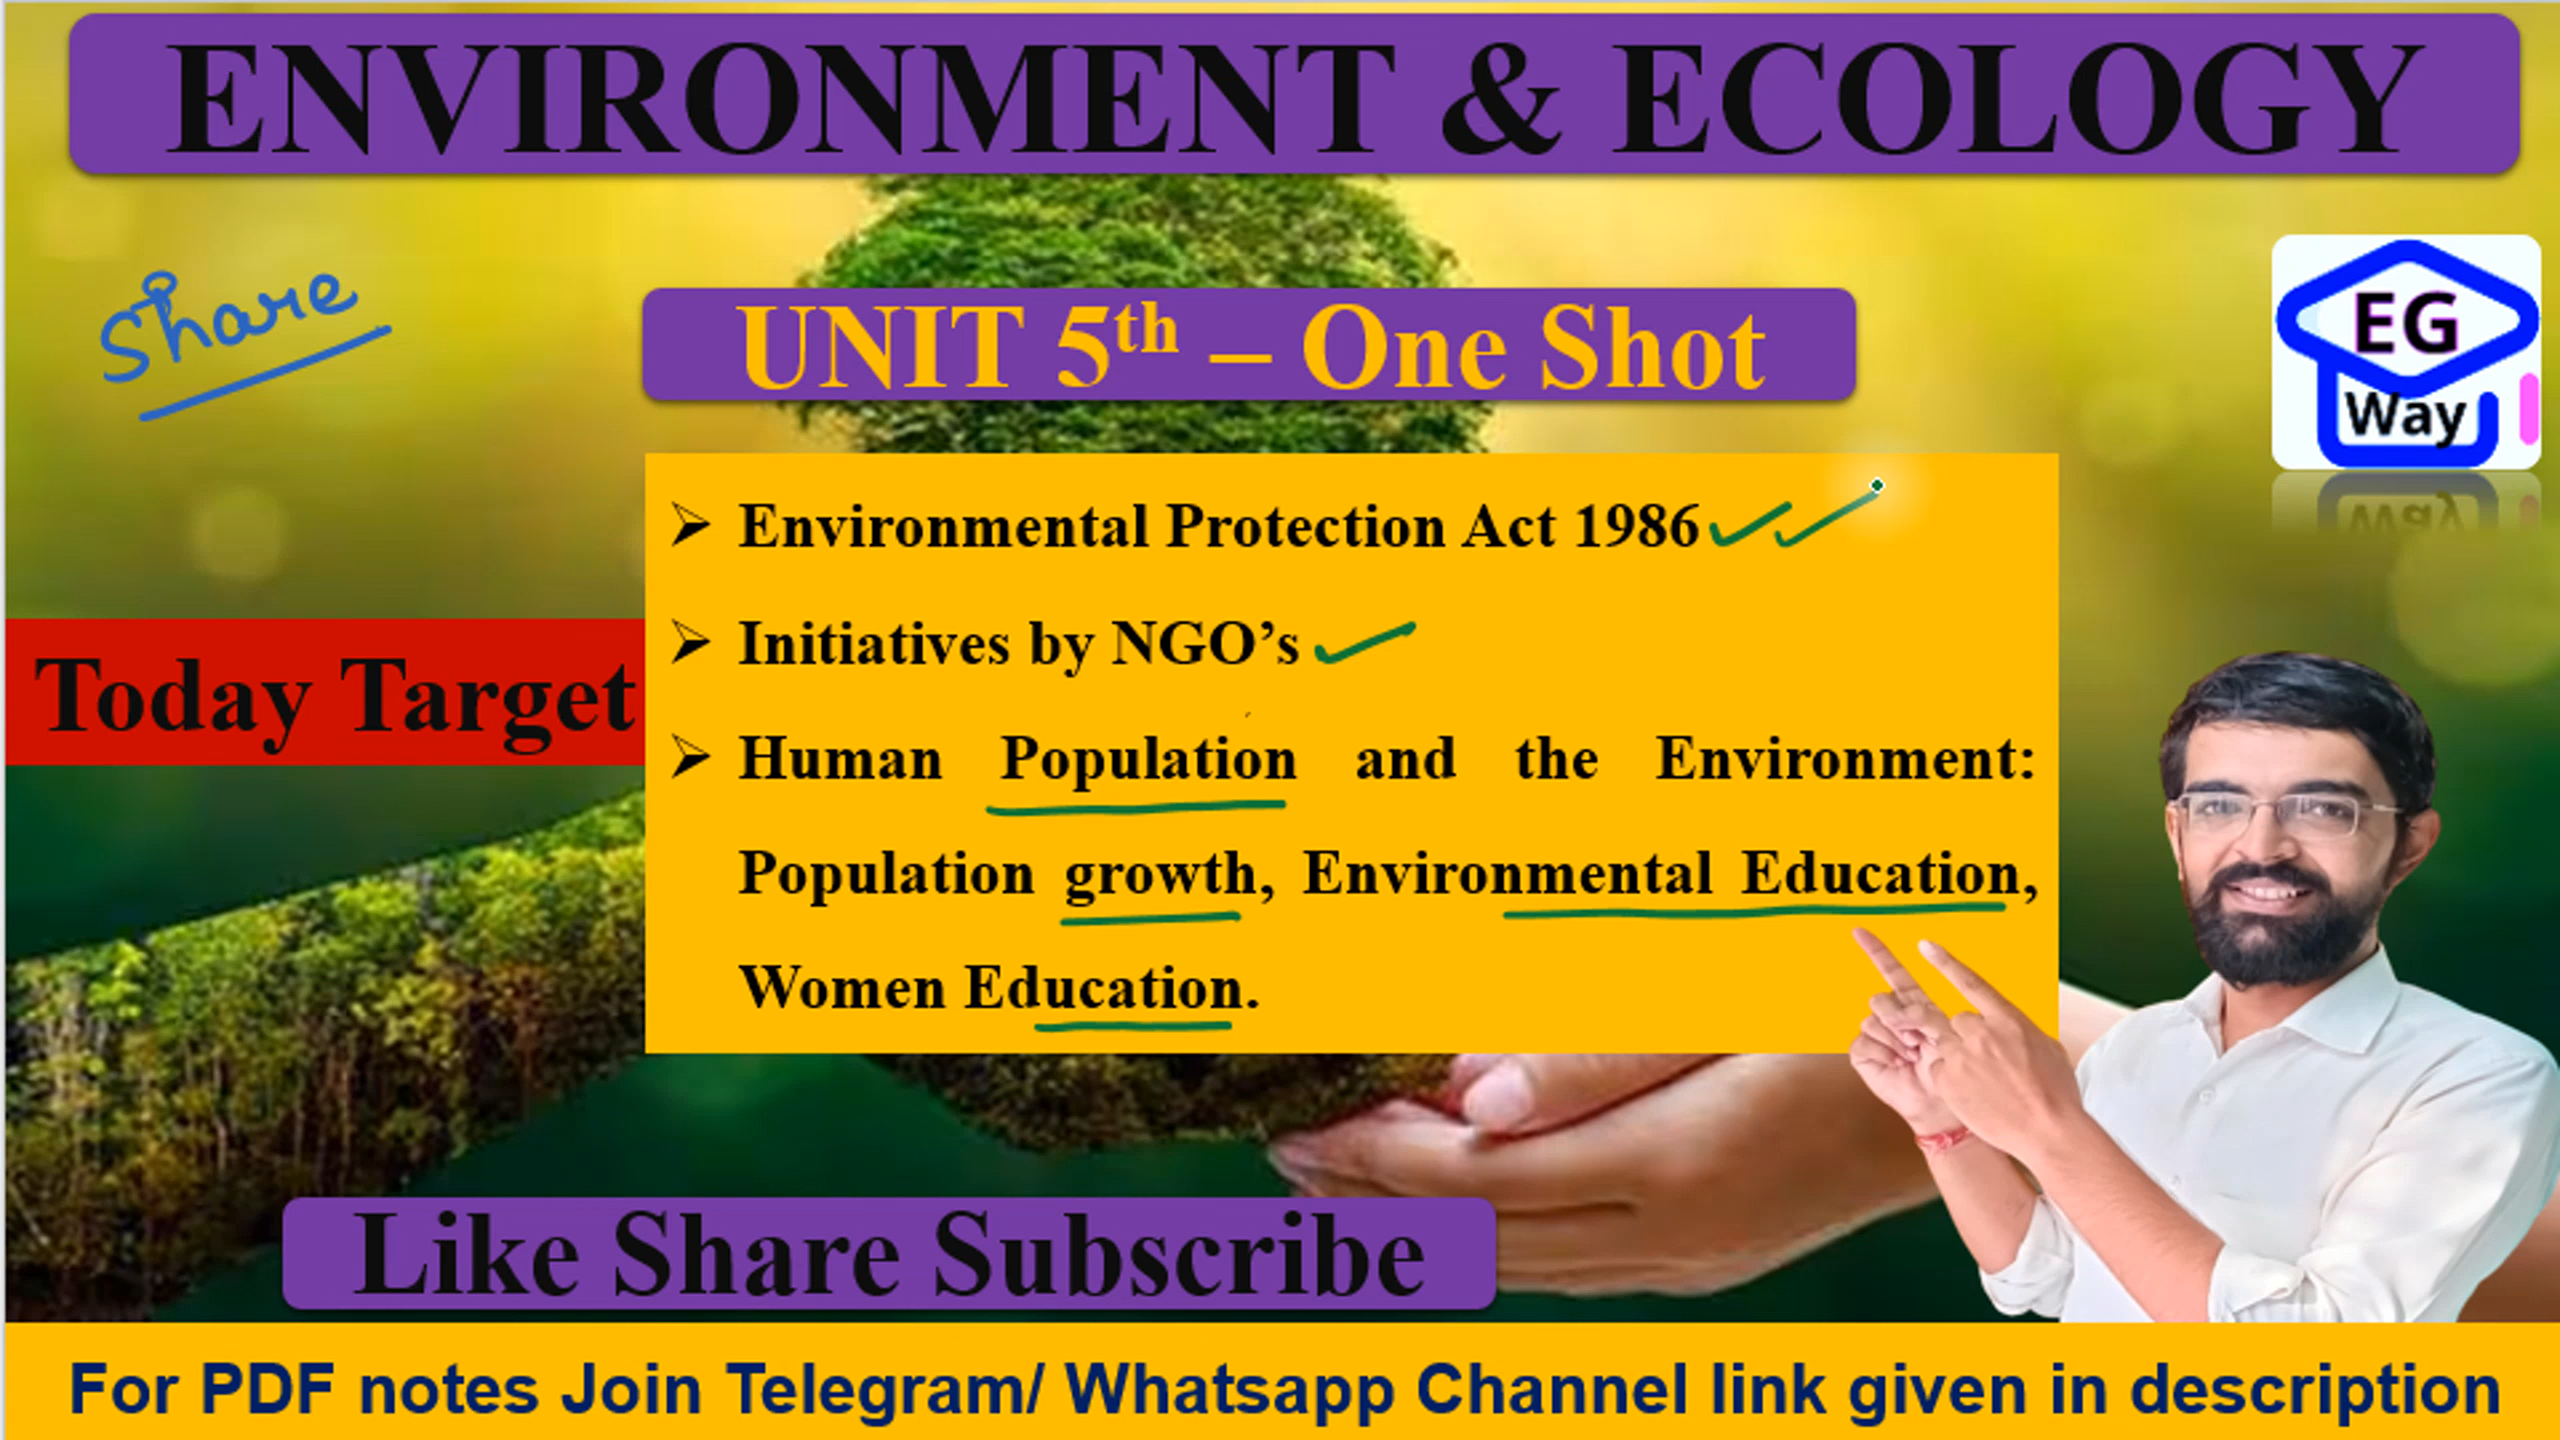 ENVIRONMENT & ECOLOGY
Share
EG
Way
UNIT 5th – One Shot
➢ Environmental Protection Act 1986
➢ Initiatives by NGO’s
Today Target
➢ Human Population and the Environment:
Population growth, Environmental Education,
Women Education.
Like Share Subscribe
For PDF notes Join Telegram/ Whatsapp Channel link given in description